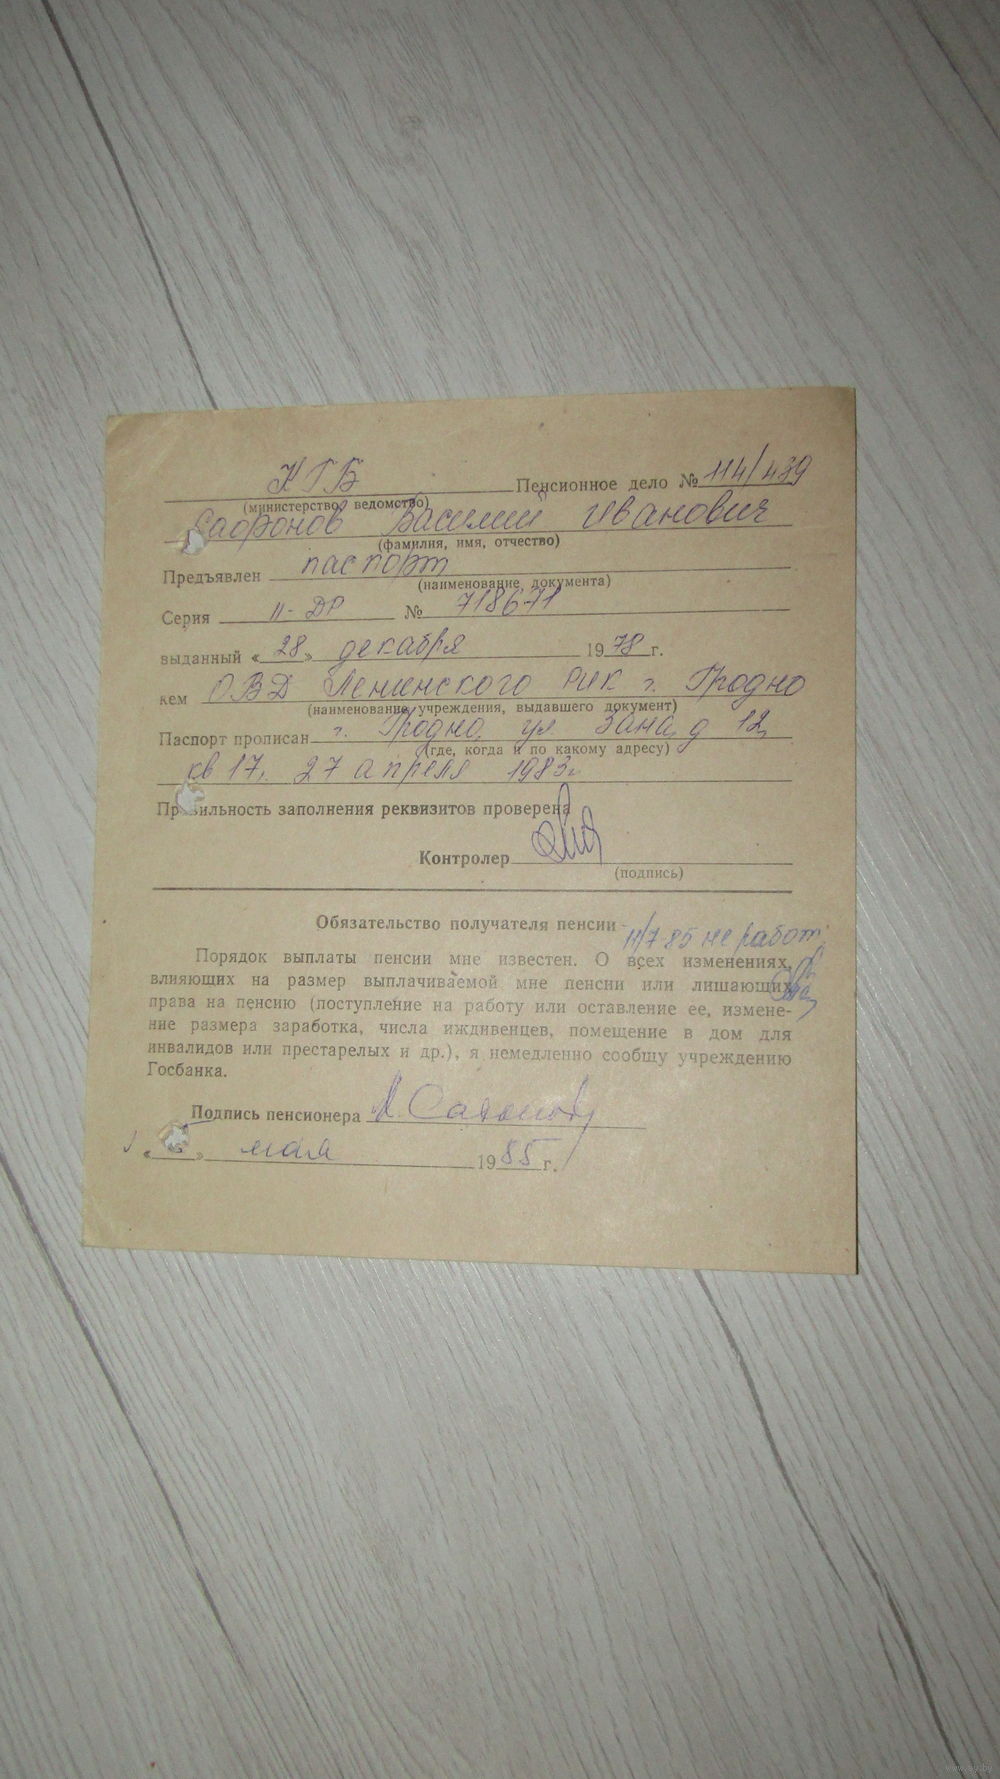 КГБ Пенсионное дело № 114/439
(министерство, ведомство)
Сафронов Василий Иванович
(фамилия, имя, отчество)
Предъявлен паспорт
(наименование документа)
Серия II-ДР № 718671
выданный «28» декабря 1978 г.
кем ОВД Ленинского РИК г. Гродно
(наименование учреждения, выдавшего документ)
Паспорт прописан г. Гродно, ул. Зана, д 12,
(где, когда и по какому адресу)
кв 17, 27 апреля 1983г
Правильность заполнения реквизитов проверена
Контролер
(подпись)
Обязательство получателя пенсии
11/7-85 не работ.
Порядок выплаты пенсии мне известен. О всех изменениях,
влияющих на размер выплачиваемой мне пенсии или лишающих
права на пенсию (поступление на работу или оставление ее, измене-
ние размера заработка, числа иждивенцев, помещение в дом для
инвалидов или престарелых и др.), я немедленно сообщу учреждению
Госбанка.
Подпись пенсионера
« » мая 1985 г.
www.ay.by